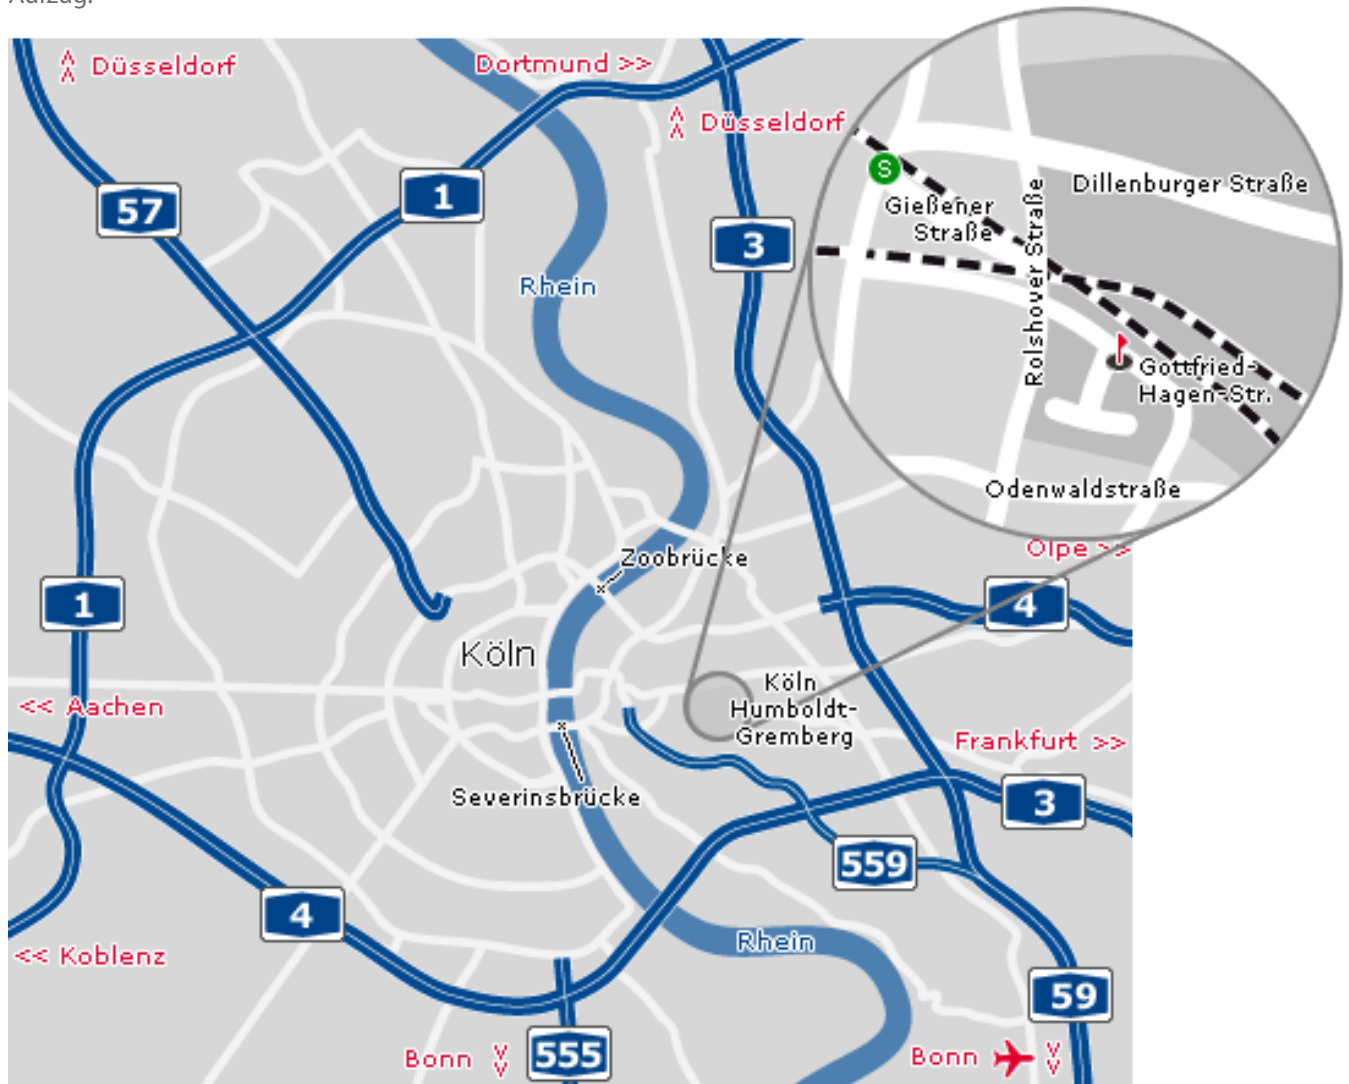 Aufzug.
Düsseldorf
Dortmund >>
Düsseldorf
57
1
3
Rhein
S
Gießener
Straße
Rolshover Straße
Dillenburger Straße
Gottfried-
Hagen-Str.
Odenwaldstraße
Zoobrücke
Olpe >>
1
4
Köln
Köln
Humboldt-
Gremberg
<< Aachen
Frankfurt >>
Severinsbrücke
3
559
4
Rhein
<< Koblenz
59
Bonn
555
Bonn